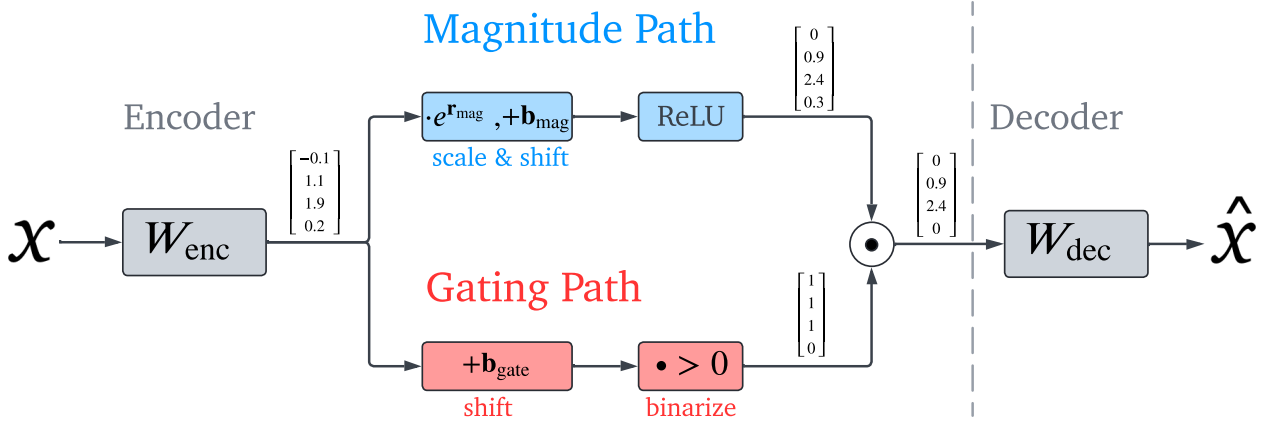 Magnitude Path
Encoder
Decoder
[0 0.9 2.4 0.3]
·e^r_mag ,+b_mag
ReLU
scale & shift
[−0.1 1.1 1.9 0.2]
[0 0.9 2.4 0]
x
W_enc
W_dec
x̂
Gating Path
[1 1 1 0]
+b_gate
• > 0
shift
binarize